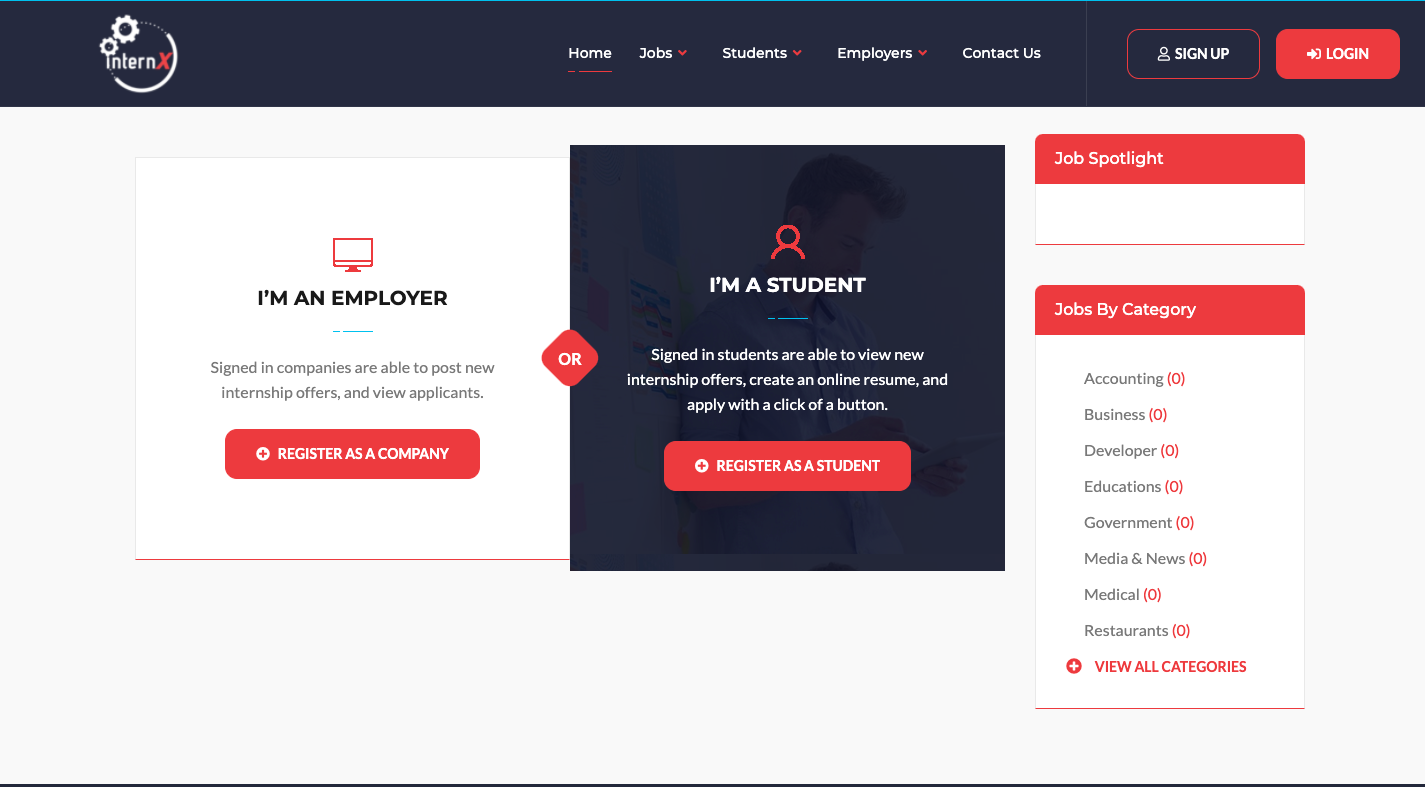 internX
Home Jobs Students Employers Contact Us SIGN UP LOGIN
I'M AN EMPLOYER
Signed in companies are able to post new
internship offers, and view applicants.
REGISTER AS A COMPANY
OR
I'M A STUDENT
Signed in students are able to view new
internship offers, create an online resume, and
apply with a click of a button.
REGISTER AS A STUDENT
Job Spotlight
Jobs By Category
Accounting (0)
Business (0)
Developer (0)
Educations (0)
Government (0)
Media & News (0)
Medical (0)
Restaurants (0)
VIEW ALL CATEGORIES